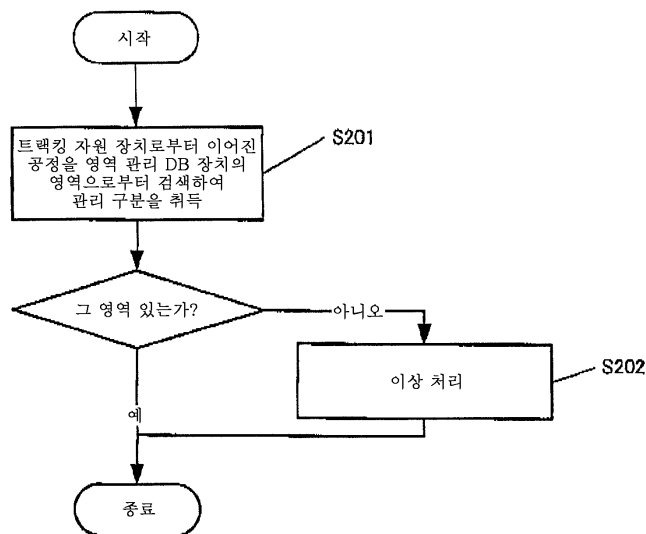 시작
트랙킹 자원 장치로부터 이어진
공정을 영역 관리 DB 장치의
영역으로부터 검색하여
관리 구분을 취득
S201
그 영역 있는가?
아니오
이상 처리
S202
예
종료